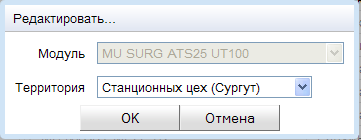 Редактировать...
Модуль MU SURG ATS25 UT100
Территория Станционных цех (Сургут)
OK Отмена